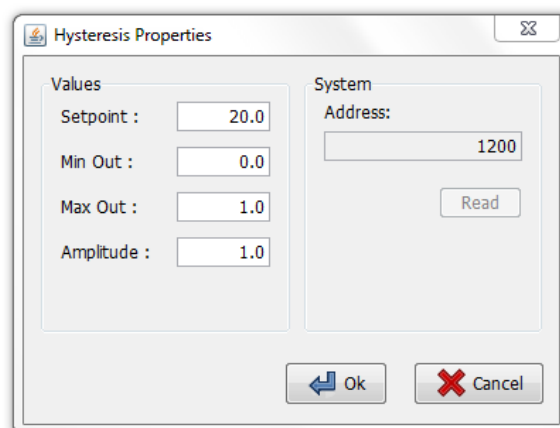 Hysteresis Properties
Values
Setpoint : 20.0
Min Out : 0.0
Max Out : 1.0
Amplitude : 1.0
System
Address:
1200
Read
Ok
Cancel